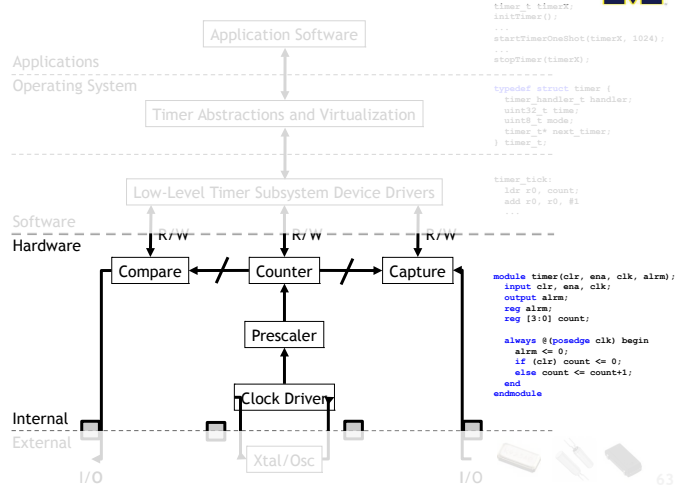 timer_t timerX;
initTimer();
...
startTimerOneShot(timerX, 1024);
...
stopTimer(timerX);
Application Software
Applications
Operating System
typedef struct timer {
timer_handler_t handler;
uint32_t time;
uint8_t mode;
timer_t* next_timer;
} timer_t;
Timer Abstractions and Virtualization
timer_tick:
ldr r0, count;
add r0, r0, #1
...
Low-Level Timer Subsystem Device Drivers
Software
R/W R/W R/W
Hardware
Compare Counter Capture
module timer(clr, ena, clk, alrm);
input clr, ena, clk;
output alrm;
reg alrm;
reg [3:0] count;
always @(posedge clk) begin
alrm <= 0;
if (clr) count <= 0;
else count <= count+1;
end
endmodule
Prescaler
Clock Driver
Internal
External
Xtal/Osc
I/O I/O
63